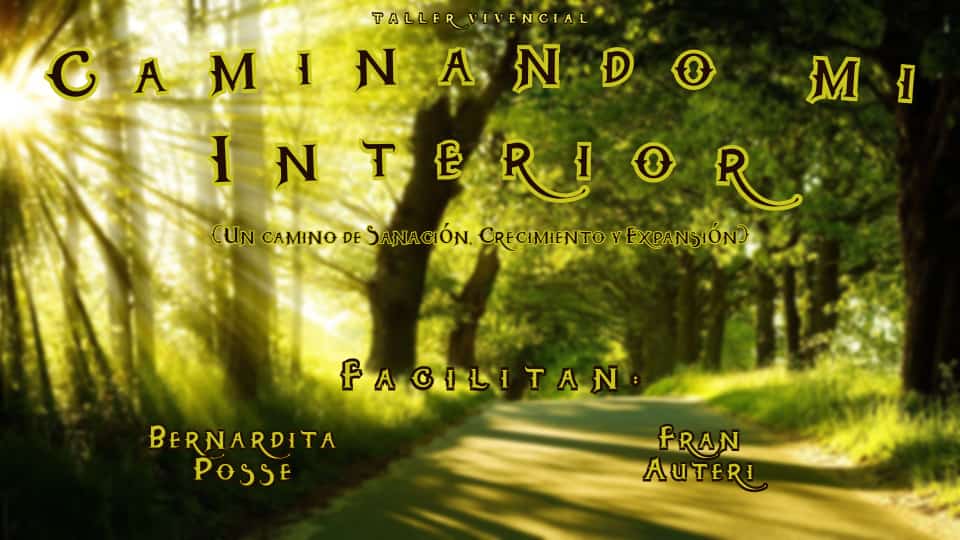 TALLER VIVENCIAL
CAMINANDO MI
INTERIOR
(UN CAMINO DE SANACIÓN, CRECIMIENTO Y EXPANSIÓN)
FACILITAN:
BERNARDITA
POSSE
FRAN
AUTERI